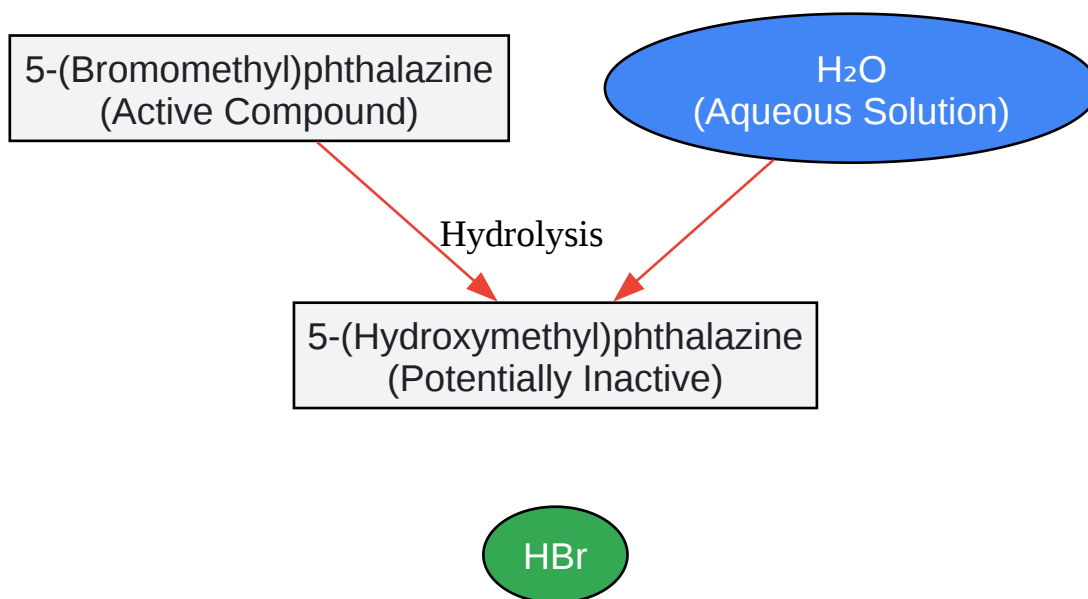 5-(Bromomethyl)phthalazine
(Active Compound)
H₂O
(Aqueous Solution)
Hydrolysis
5-(Hydroxymethyl)phthalazine
(Potentially Inactive)
HBr